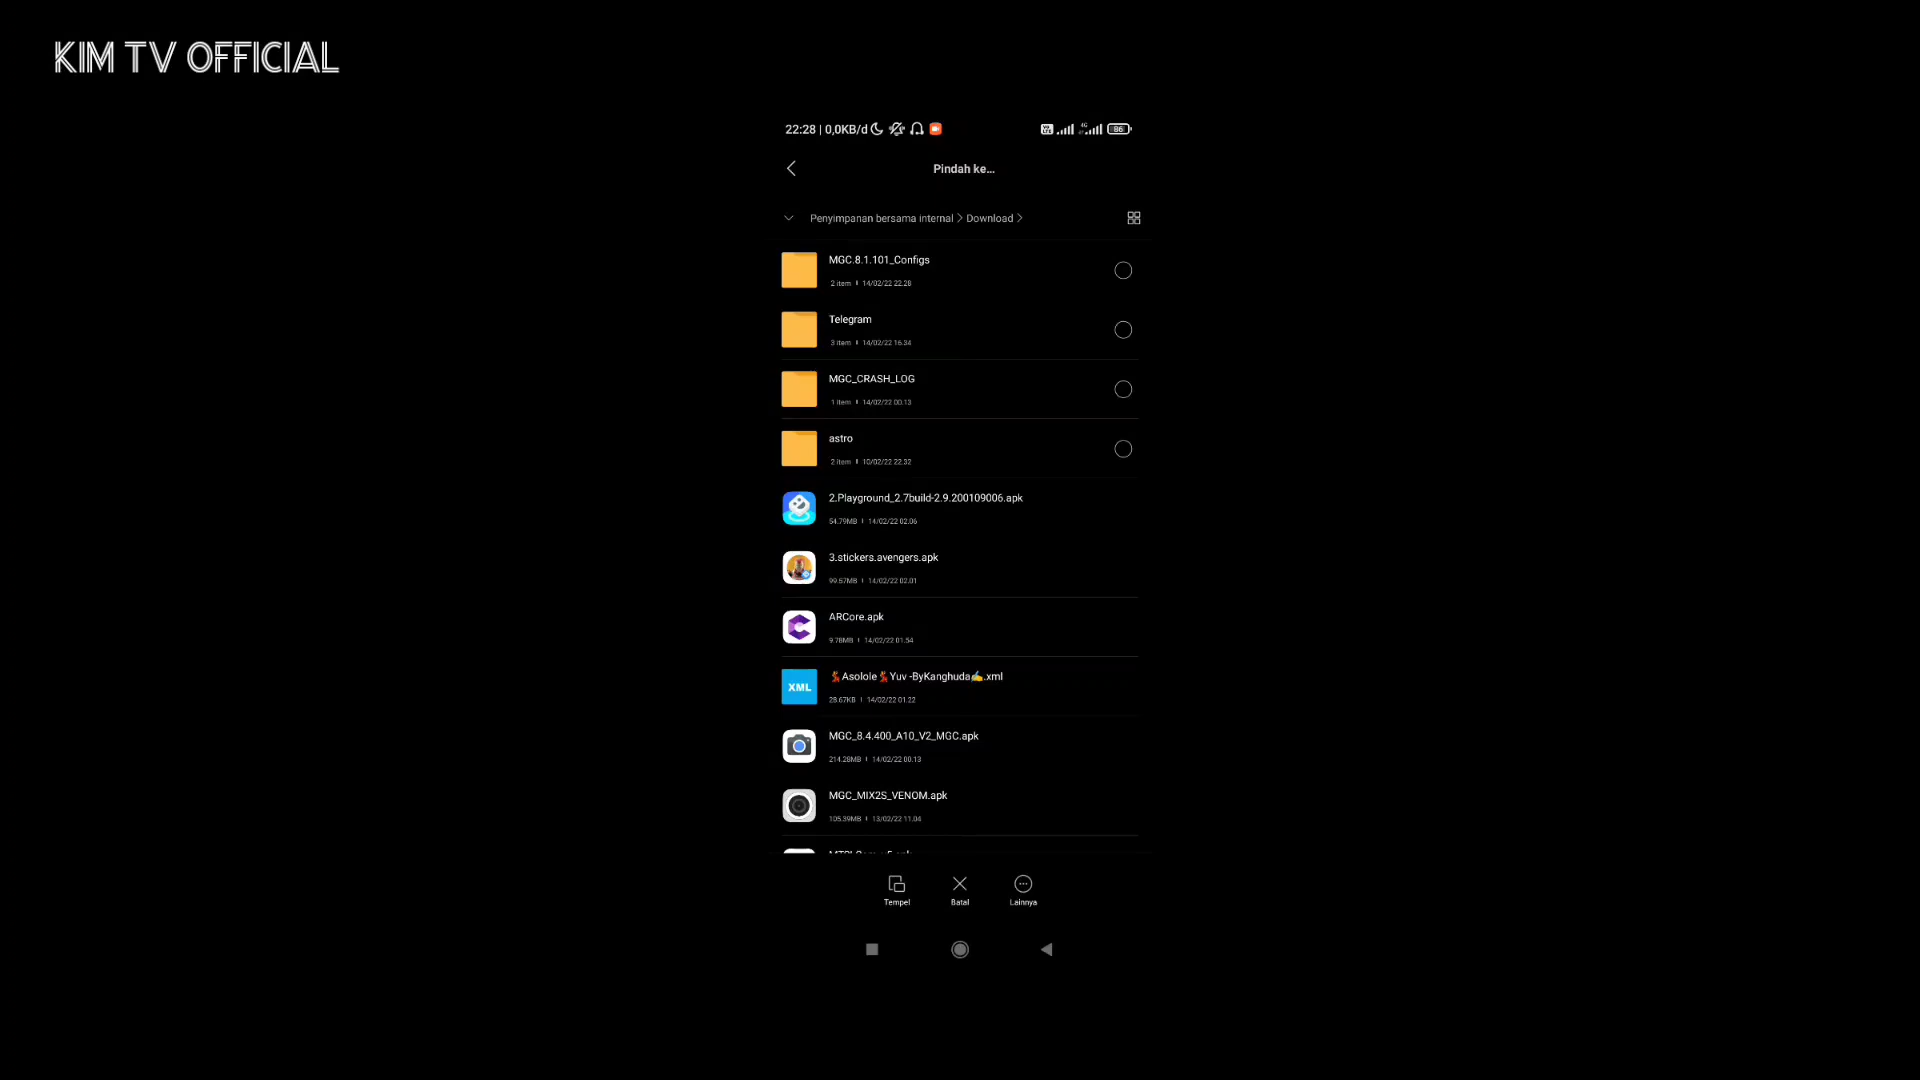 KIM TV OFFICIAL
22:28 | 0,0KB/d
86
Pindah ke...
Penyimpanan bersama internal > Download >
MGC.8.1.101_Configs
2 item | 14/02/22 22.28
Telegram
3 item | 14/02/22 16.34
MGC_CRASH_LOG
1 item | 14/02/22 00.13
astro
2 item | 10/02/22 22.32
2.Playground_2.7build-2.9.200109006.apk
54.79MB | 14/02/22 02.06
3.stickers.avengers.apk
99.67MB | 14/02/22 02.01
ARCore.apk
9.78MB | 14/02/22 01.54
XML
💃Asolole💃Yuv -ByKanghuda✍️.xml
28.67KB | 14/02/22 01.22
MGC_8.4.400_A10_V2_MGC.apk
214.28MB | 14/02/22 00.13
MGC_MIX2S_VENOM.apk
105.39MB | 13/02/22 11.04
Tempel
Batal
Lainnya